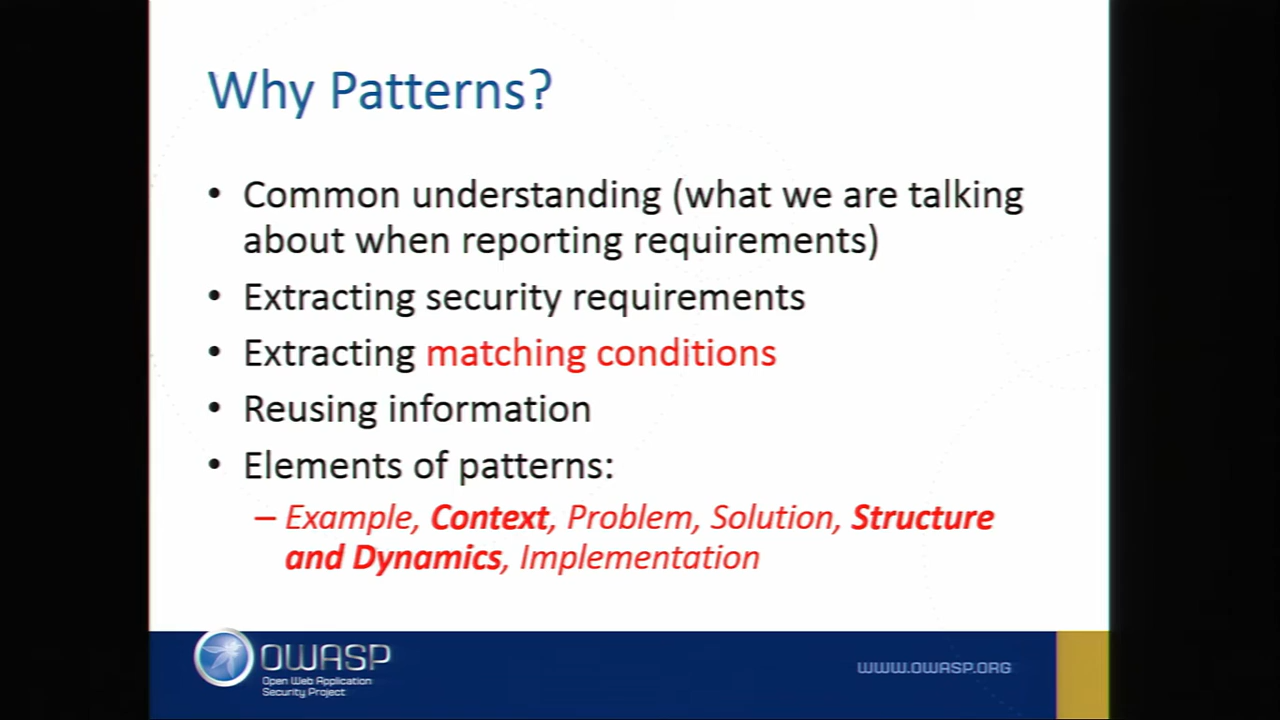 Why Patterns?
• Common understanding (what we are talking
about when reporting requirements)
• Extracting security requirements
• Extracting matching conditions
• Reusing information
• Elements of patterns:
– Example, Context, Problem, Solution, Structure
and Dynamics, Implementation
OWASP
Open Web Application
Security Project
WWW.OWASP.ORG